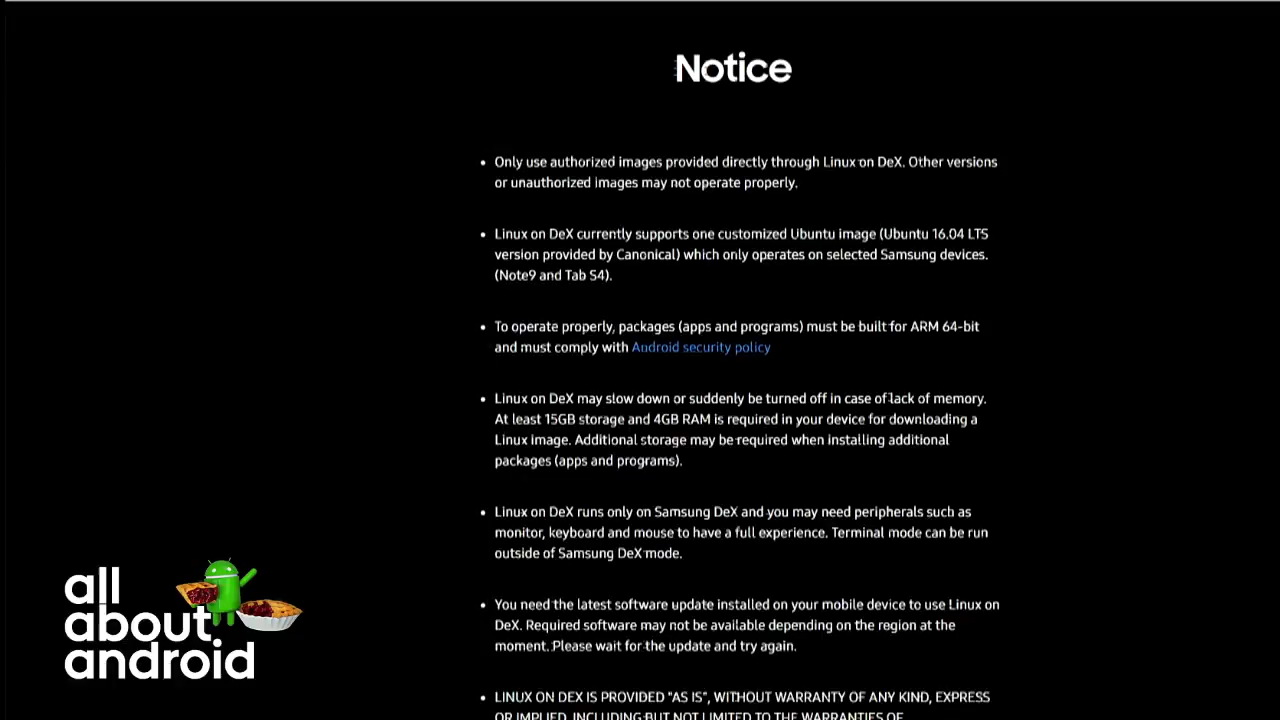 Notice
• Only use authorized images provided directly through Linux on DeX. Other versions
or unauthorized images may not operate properly.
• Linux on DeX currently supports one customized Ubuntu image (Ubuntu 16.04 LTS
version provided by Canonical) which only operates on selected Samsung devices.
(Note9 and Tab S4).
• To operate properly, packages (apps and programs) must be built for ARM 64-bit
and must comply with Android security policy
• Linux on DeX may slow down or suddenly be turned off in case of lack of memory.
At least 15GB storage and 4GB RAM is required in your device for downloading a
Linux image. Additional storage may be required when installing additional
packages (apps and programs).
• Linux on DeX runs only on Samsung DeX and you may need peripherals such as
monitor, keyboard and mouse to have a full experience. Terminal mode can be run
outside of Samsung DeX mode.
• You need the latest software update installed on your mobile device to use Linux on
DeX. Required software may not be available depending on the region at the
moment. Please wait for the update and try again.
• LINUX ON DEX IS PROVIDED "AS IS", WITHOUT WARRANTY OF ANY KIND, EXPRESS
OR IMPLIED, INCLUDING BUT NOT LIMITED TO THE WARRANTIES OF
all
about
android